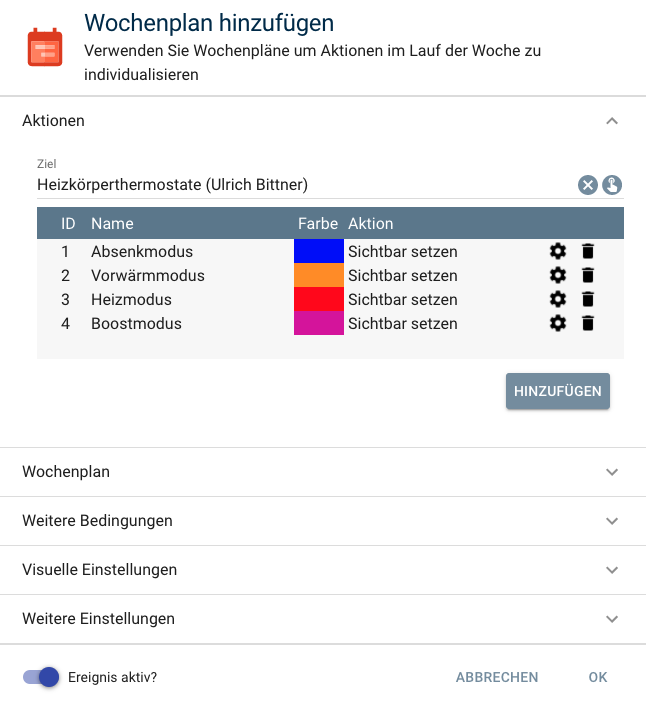 Wochenplan hinzufügen
Verwenden Sie Wochenpläne um Aktionen im Lauf der Woche zu
individualisieren
Aktionen
Ziel
Heizkörperthermostate (Ulrich Bittner)
ID Name Farbe Aktion
1 Absenkmodus Sichtbar setzen
2 Vorwärmmodus Sichtbar setzen
3 Heizmodus Sichtbar setzen
4 Boostmodus Sichtbar setzen
HINZUFÜGEN
Wochenplan
Weitere Bedingungen
Visuelle Einstellungen
Weitere Einstellungen
Ereignis aktiv? ABBRECHEN OK